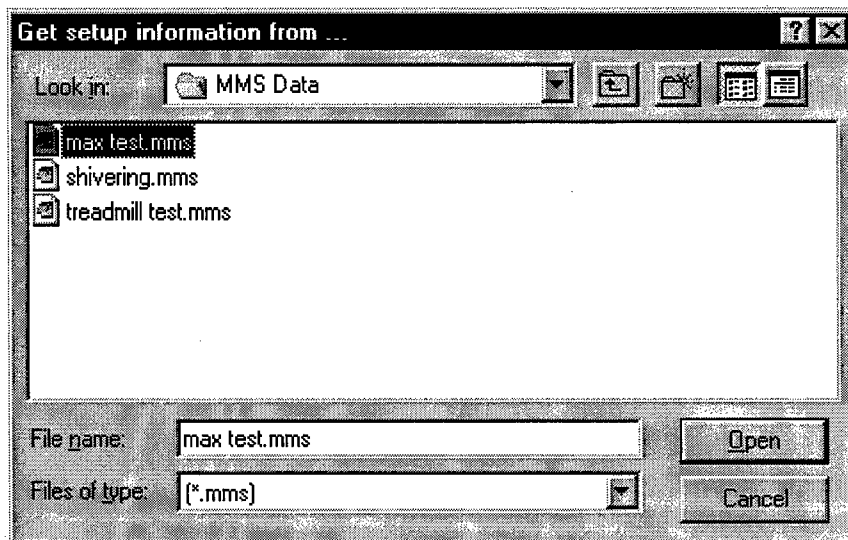 Get setup information from ...
Look in: MMS Data
max test.mms
shivering.mms
treadmill test.mms
File name: max test.mms Open
Files of type: (*.mms) Cancel